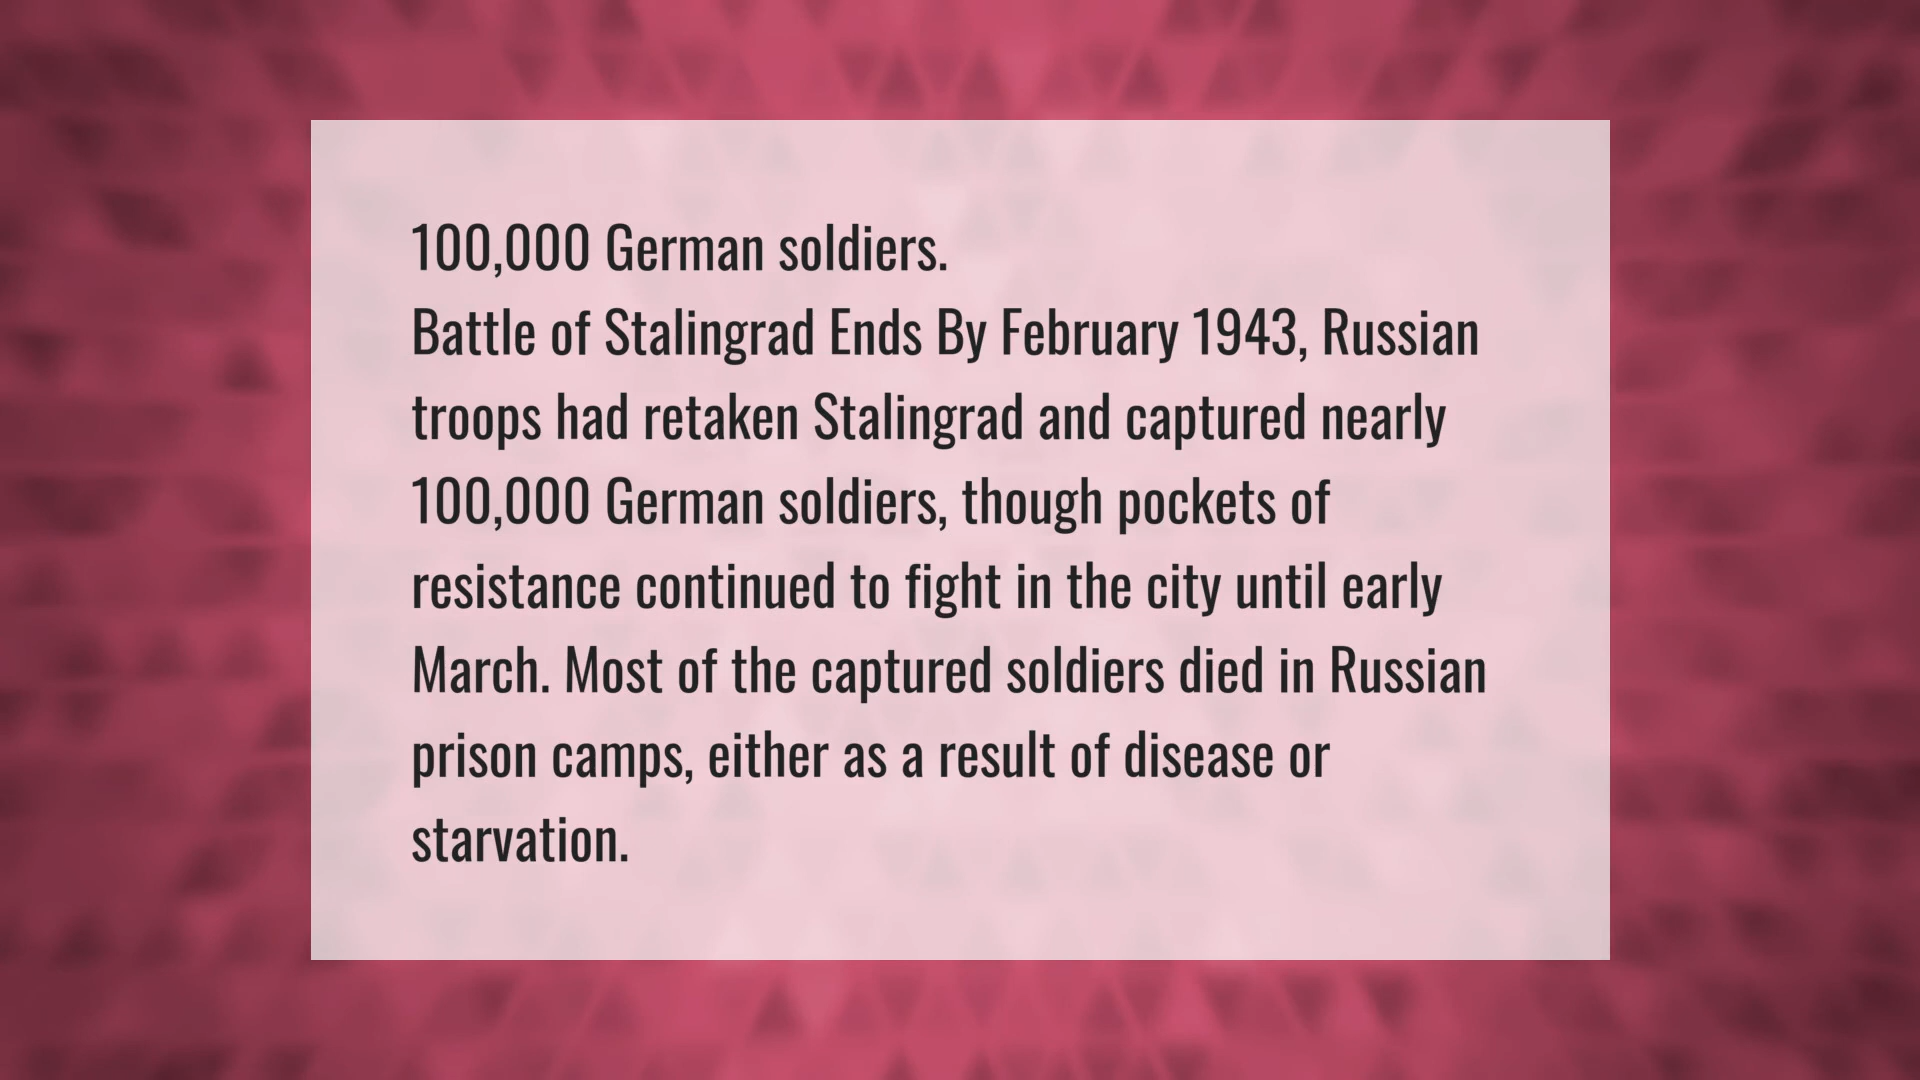 100,000 German soldiers.
Battle of Stalingrad Ends By February 1943, Russian
troops had retaken Stalingrad and captured nearly
100,000 German soldiers, though pockets of
resistance continued to fight in the city until early
March. Most of the captured soldiers died in Russian
prison camps, either as a result of disease or
starvation.